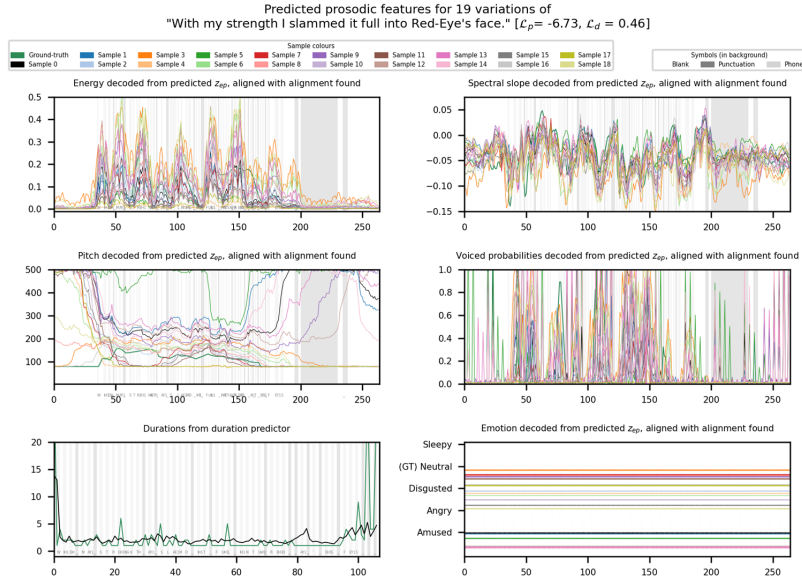 Predicted prosodic features for 19 variations of
"With my strength I slammed it full into Red-Eye's face." [ℒp= -6.73, ℒd = 0.46]
Sample colours
Ground-truth Sample 1 Sample 3 Sample 5 Sample 7 Sample 9 Sample 11 Sample 13 Sample 15 Sample 17
Sample 0 Sample 2 Sample 4 Sample 6 Sample 8 Sample 10 Sample 12 Sample 14 Sample 16 Sample 18
Symbols (in background)
Blank Punctuation Phone
Energy decoded from predicted zep, aligned with alignment found
0.5
0.4
0.3
0.2
0.1
0.0
0 50 100 150 200 250
Spectral slope decoded from predicted zep, aligned with alignment found
0.05
0.00
−0.05
−0.10
−0.15
0 50 100 150 200 250
Pitch decoded from predicted zep, aligned with alignment found
500
400
300
200
100
0 50 100 150 200 250
Voiced probabilities decoded from predicted zep, aligned with alignment found
1.0
0.8
0.6
0.4
0.2
0.0
0 50 100 150 200 250
Durations from duration predictor
20
15
10
5
0
0 20 40 60 80 100
Emotion decoded from predicted zep, aligned with alignment found
Sleepy
(GT) Neutral
Disgusted
Angry
Amused
0 50 100 150 200 250